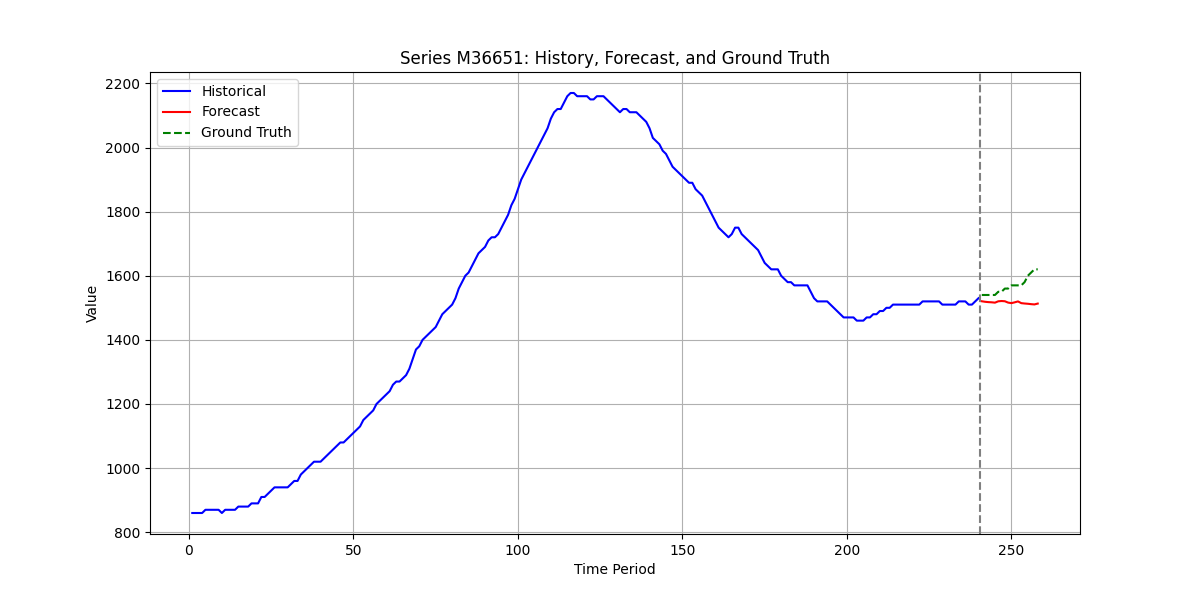 Series M36651: History, Forecast, and Ground Truth
Historical
Forecast
Ground Truth
2200
2000
1800
1600
1400
1200
1000
800
Value
0 50 100 150 200 250
Time Period